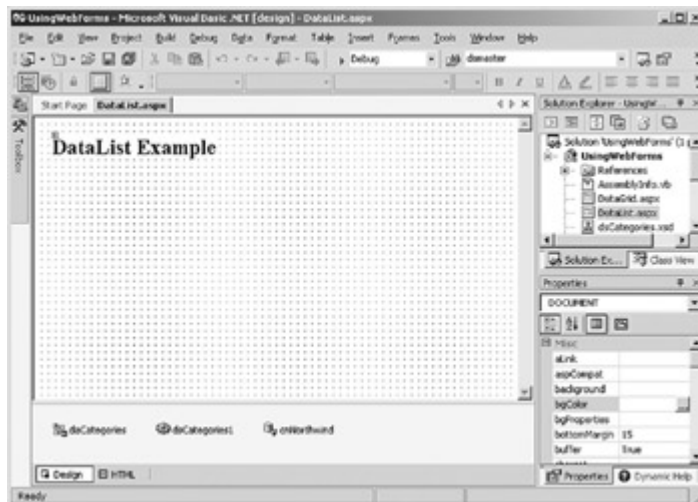 UsingWebForms - Microsoft Visual Basic .NET [design] - DataList.aspx
File Edit View Project Build Debug Data Format Table Insert Frames Tools Window Help
Debug
dsmaster
Start Page DataList.aspx
Toolbox
DataList Example
daCategories dsCategories1 cnNorthwind
Design HTML
Ready
Solution Explorer - UsingW...
Solution 'UsingWebForms' (1
UsingWebForms
References
AssemblyInfo.vb
DataGrid.aspx
DataList.aspx
dsCategories.xsd
Solution Ex... Class View
Properties
DOCUMENT
Misc
aLink
aspCompat
background
bgColor
bgProperties
bottomMargin 15
buffer True
Properties Dynamic Help